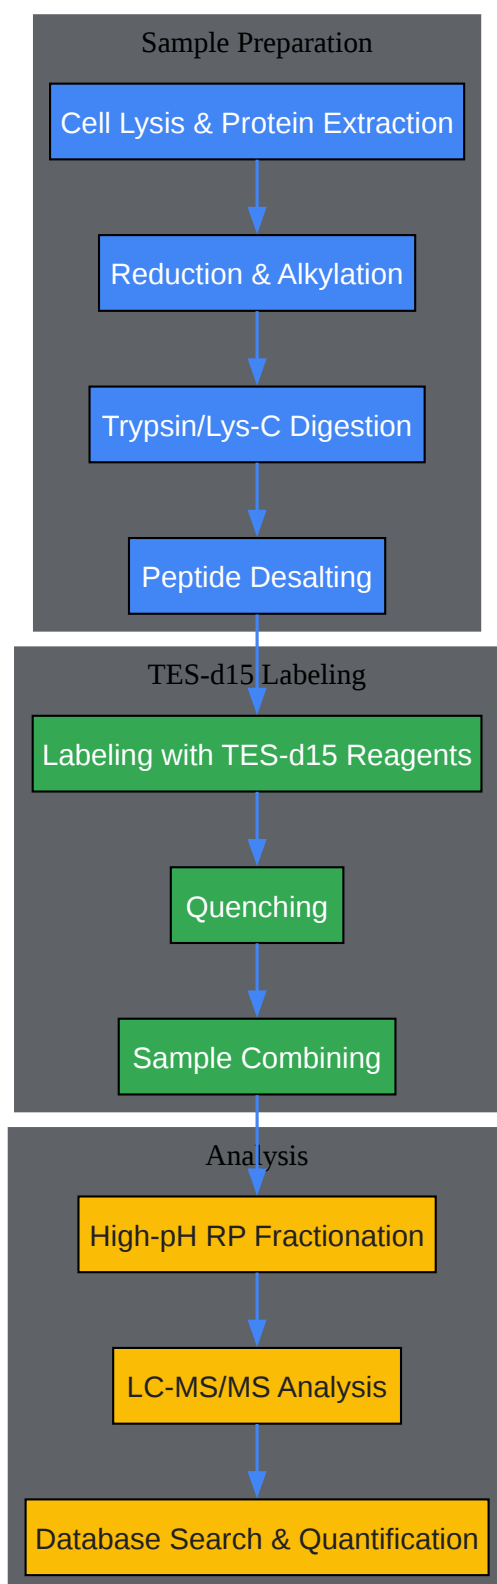 Sample Preparation
Cell Lysis & Protein Extraction
Reduction & Alkylation
Trypsin/Lys-C Digestion
Peptide Desalting
TES-d15 Labeling
Labeling with TES-d15 Reagents
Quenching
Sample Combining
Analysis
High-pH RP Fractionation
LC-MS/MS Analysis
Database Search & Quantification